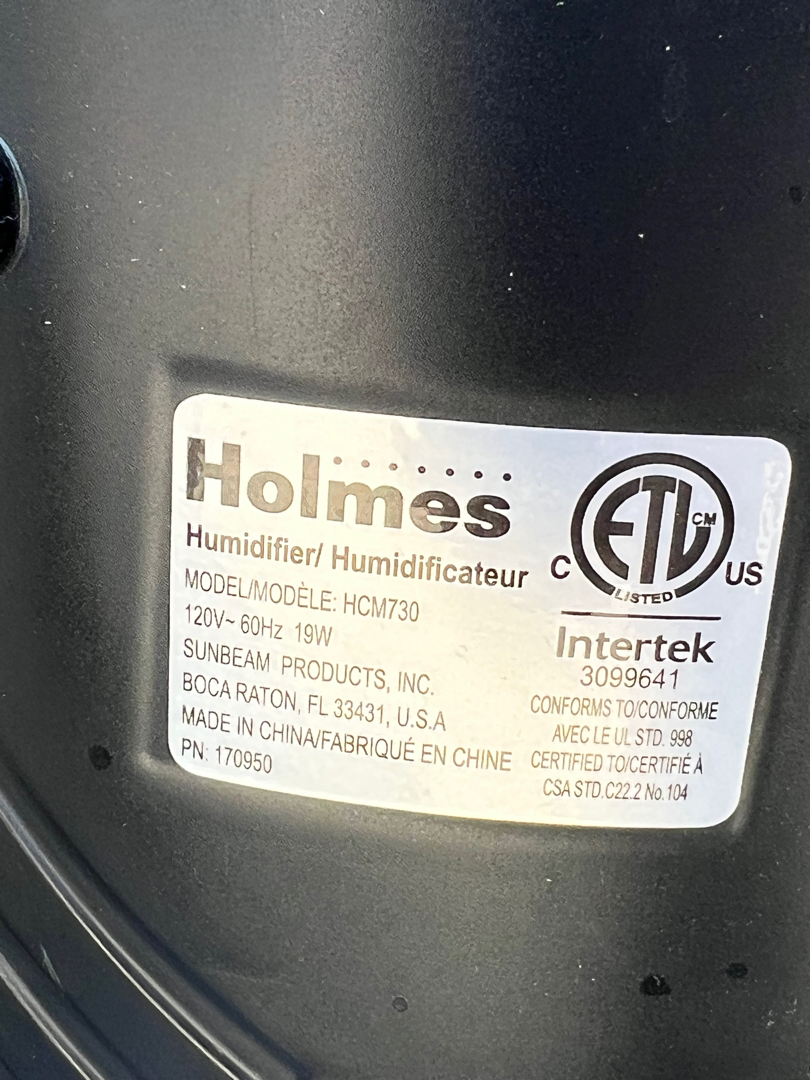 Holmes
Humidifier/ Humidificateur
MODEL/MODÈLE: HCM730
120V~ 60Hz 19W
SUNBEAM PRODUCTS, INC.
BOCA RATON, FL 33431, U.S.A
MADE IN CHINA/FABRIQUÉ EN CHINE
PN: 170950
ETL CM
C US
LISTED
Intertek
3099641
CONFORMS TO/CONFORME
AVEC LE UL STD. 998
CERTIFIED TO/CERTIFIÉ À
CSA STD.C22.2 No.104